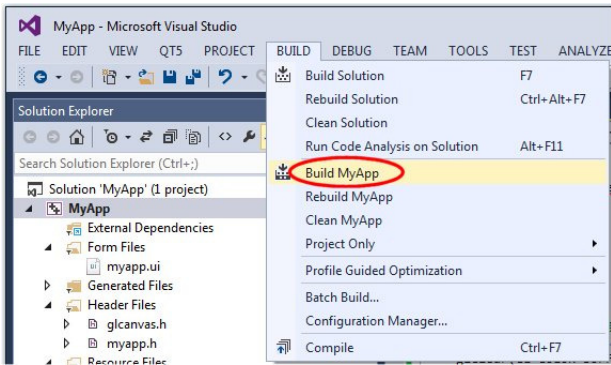 MyApp - Microsoft Visual Studio
FILE EDIT VIEW QT5 PROJECT BUILD DEBUG TEAM TOOLS TEST ANALYZE
Solution Explorer
Search Solution Explorer (Ctrl+;)
Solution 'MyApp' (1 project)
MyApp
External Dependencies
Form Files
myapp.ui
Generated Files
Header Files
glcanvas.h
myapp.h
Resource Files
Build Solution F7
Rebuild Solution Ctrl+Alt+F7
Clean Solution
Run Code Analysis on Solution Alt+F11
Build MyApp
Rebuild MyApp
Clean MyApp
Project Only
Profile Guided Optimization
Batch Build...
Configuration Manager...
Compile Ctrl+F7